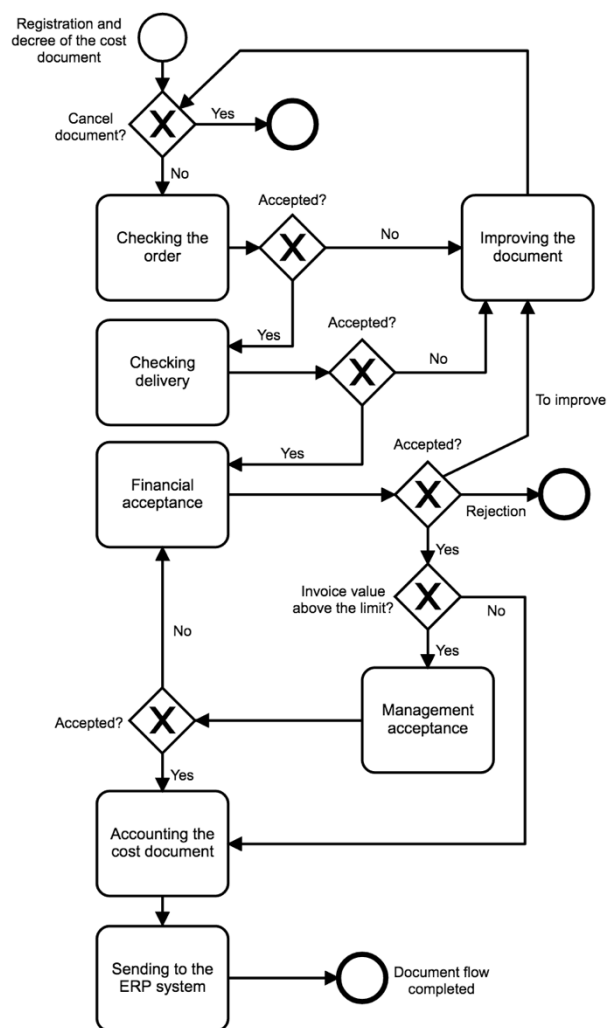 Registration and
decree of the cost
document
Cancel
document?
Yes
No
Checking the
order
Accepted?
No
Improving the
document
Yes
Checking
delivery
Accepted?
No
To improve
Yes
Financial
acceptance
Accepted?
Rejection
Yes
Invoice value
above the limit?
No
Yes
No
Management
acceptance
Accepted?
Yes
Accounting the
cost document
Sending to the
ERP system
Document flow
completed